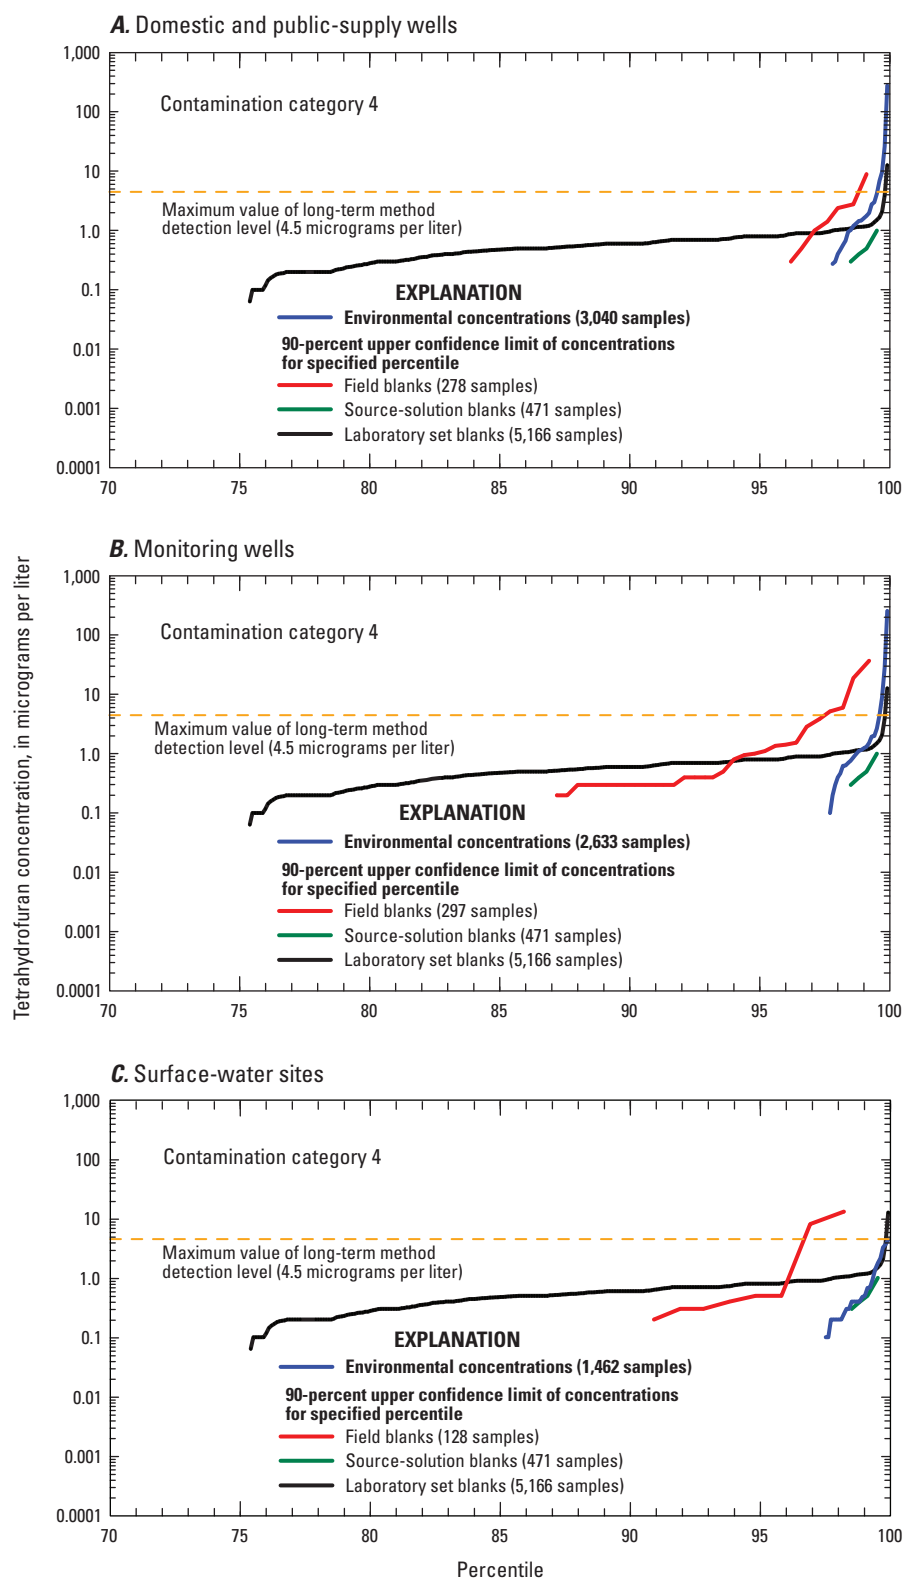 A. Domestic and public-supply wells
1,000
Contamination category 4
100
10
Maximum value of long-term method
detection level (4.5 micrograms per liter)
1.0
0.1
EXPLANATION
Environmental concentrations (3,040 samples)
90-percent upper confidence limit of concentrations
for specified percentile
0.01
Field blanks (278 samples)
0.001
Source-solution blanks (471 samples)
Laboratory set blanks (5,166 samples)
0.0001
70 75 80 85 90 95 100
Tetrahydrofuran concentration, in micrograms per liter
B. Monitoring wells
1,000
Contamination category 4
100
10
Maximum value of long-term method
detection level (4.5 micrograms per liter)
1.0
0.1
EXPLANATION
Environmental concentrations (2,633 samples)
90-percent upper confidence limit of concentrations
for specified percentile
0.01
Field blanks (297 samples)
0.001
Source-solution blanks (471 samples)
Laboratory set blanks (5,166 samples)
0.0001
70 75 80 85 90 95 100
C. Surface-water sites
1,000
Contamination category 4
100
10
Maximum value of long-term method
detection level (4.5 micrograms per liter)
1.0
0.1
EXPLANATION
Environmental concentrations (1,462 samples)
90-percent upper confidence limit of concentrations
for specified percentile
0.01
Field blanks (128 samples)
0.001
Source-solution blanks (471 samples)
Laboratory set blanks (5,166 samples)
0.0001
70 75 80 85 90 95 100
Percentile